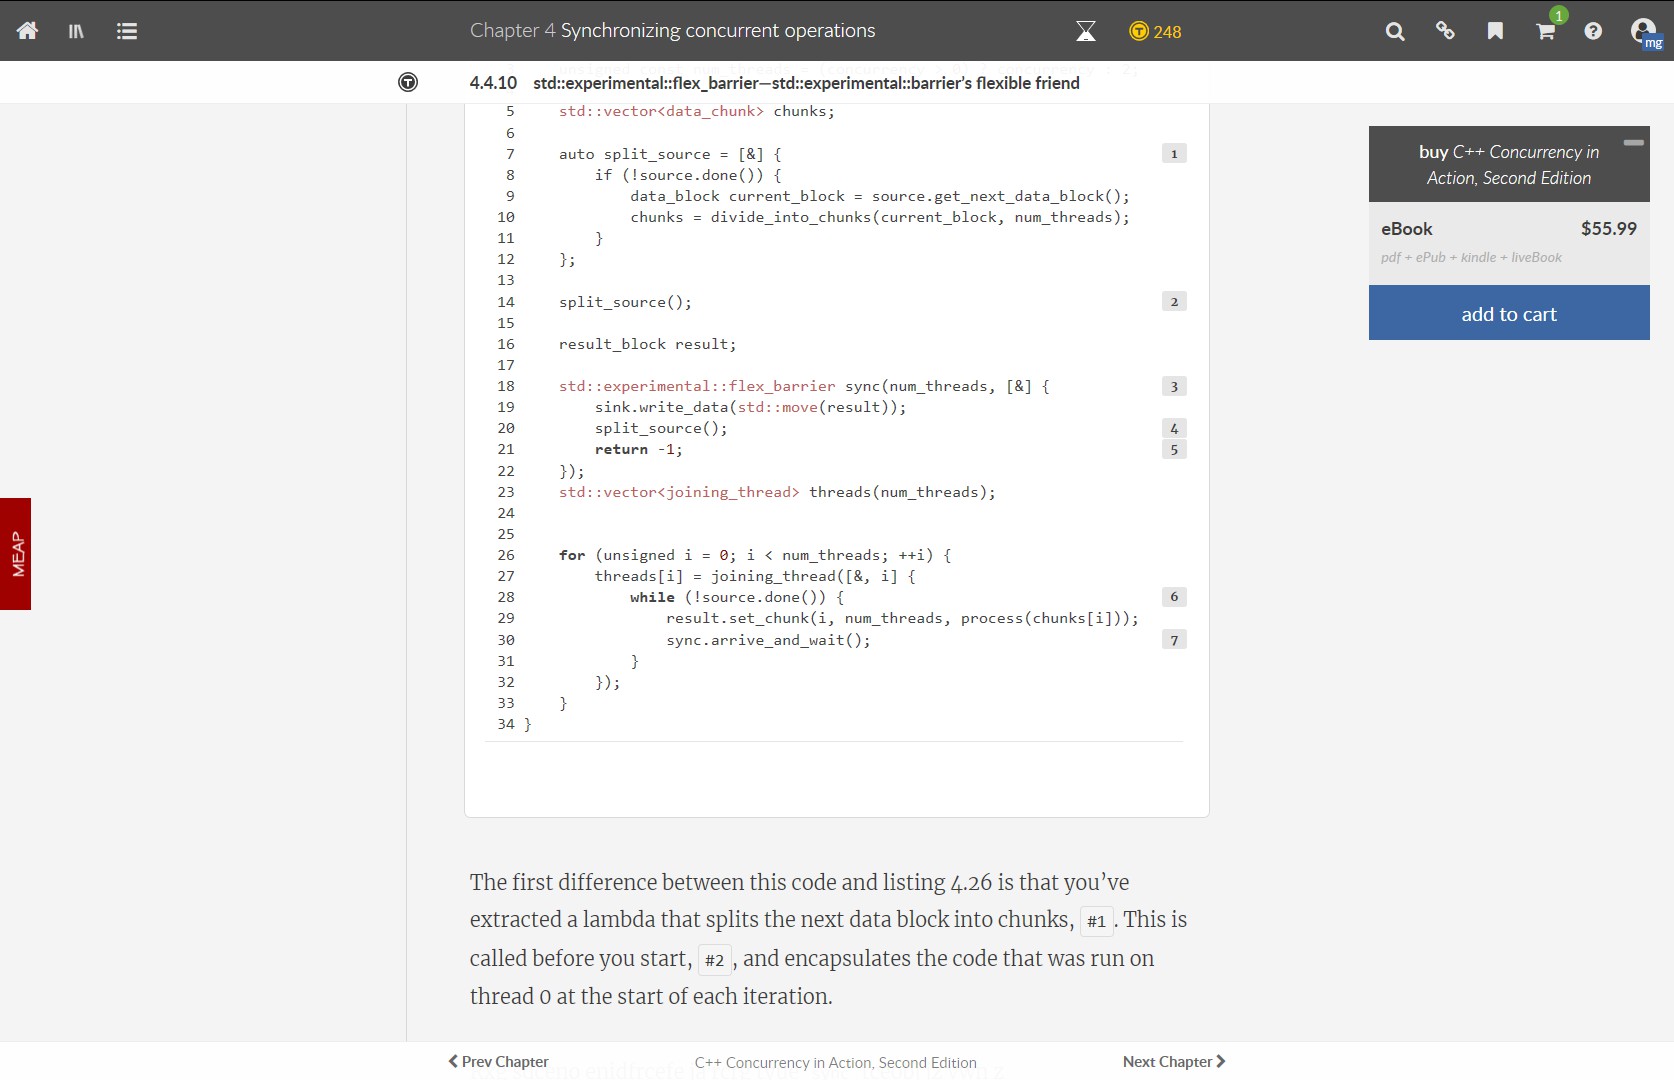 Chapter 4 Synchronizing concurrent operations
248
1
mg
4.4.10 std::experimental::flex_barrier—std::experimental::barrier's flexible friend
5 std::vector<data_chunk> chunks;
6
7 auto split_source = [&] { 1
8 if (!source.done()) {
9 data_block current_block = source.get_next_data_block();
10 chunks = divide_into_chunks(current_block, num_threads);
11 }
12 };
13
14 split_source(); 2
15
16 result_block result;
17
18 std::experimental::flex_barrier sync(num_threads, [&] { 3
19 sink.write_data(std::move(result));
20 split_source(); 4
21 return -1; 5
22 });
23 std::vector<joining_thread> threads(num_threads);
24
25
26 for (unsigned i = 0; i < num_threads; ++i) {
27 threads[i] = joining_thread([&, i] {
28 while (!source.done()) { 6
29 result.set_chunk(i, num_threads, process(chunks[i]));
30 sync.arrive_and_wait(); 7
31 }
32 });
33 }
34 }
The first difference between this code and listing 4.26 is that you've
extracted a lambda that splits the next data block into chunks, #1. This is
called before you start, #2, and encapsulates the code that was run on
thread 0 at the start of each iteration.
buy C++ Concurrency in
Action, Second Edition
eBook $55.99
pdf + ePub + kindle + liveBook
add to cart
MEAP
Prev Chapter
C++ Concurrency in Action, Second Edition
Next Chapter